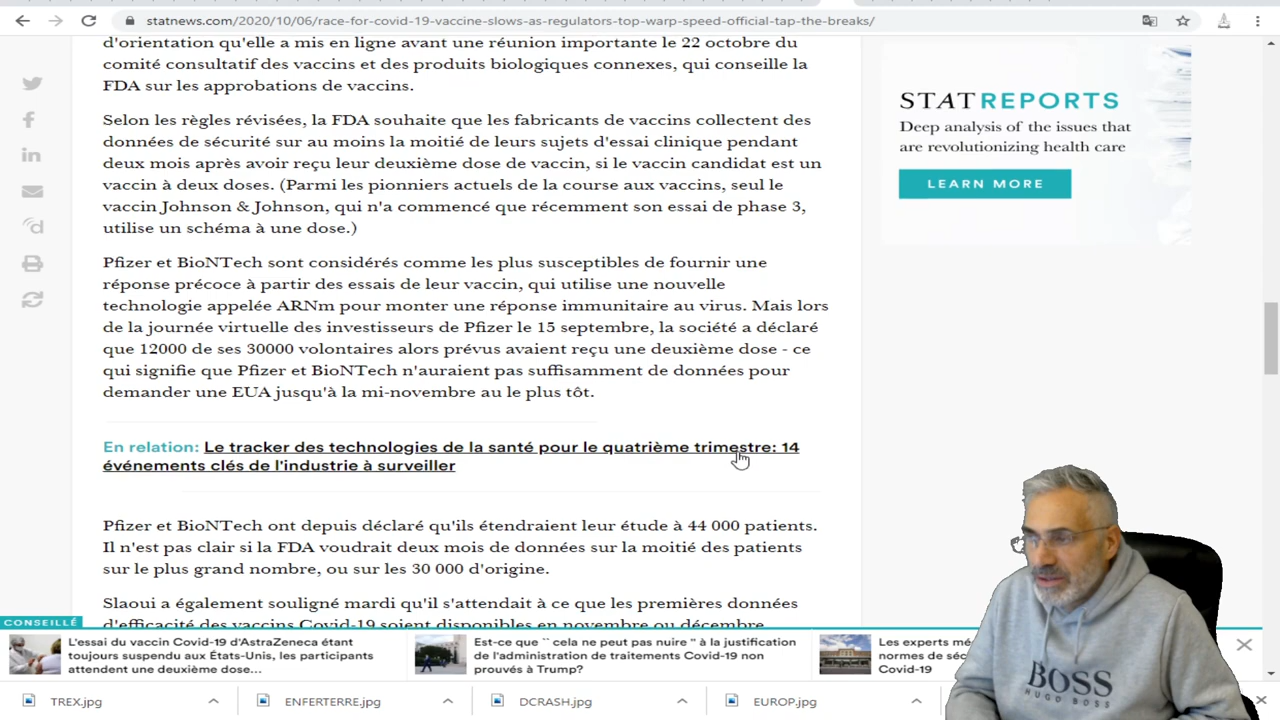 statnews.com/2020/10/06/race-for-covid-19-vaccine-slows-as-regulators-top-warp-speed-official-tap-the-breaks/
d'orientation qu'elle a mis en ligne avant une réunion importante le 22 octobre du
comité consultatif des vaccins et des produits biologiques connexes, qui conseille la
FDA sur les approbations de vaccins.
Selon les règles révisées, la FDA souhaite que les fabricants de vaccins collectent des
données de sécurité sur au moins la moitié de leurs sujets d'essai clinique pendant
deux mois après avoir reçu leur deuxième dose de vaccin, si le vaccin candidat est un
vaccin à deux doses. (Parmi les pionniers actuels de la course aux vaccins, seul le
vaccin Johnson & Johnson, qui n'a commencé que récemment son essai de phase 3,
utilise un schéma à une dose.)
Pfizer et BioNTech sont considérés comme les plus susceptibles de fournir une
réponse précoce à partir des essais de leur vaccin, qui utilise une nouvelle
technologie appelée ARNm pour monter une réponse immunitaire au virus. Mais lors
de la journée virtuelle des investisseurs de Pfizer le 15 septembre, la société a déclaré
que 12000 de ses 30000 volontaires alors prévus avaient reçu une deuxième dose - ce
qui signifie que Pfizer et BioNTech n'auraient pas suffisamment de données pour
demander une EUA jusqu'à la mi-novembre au le plus tôt.
En relation: Le tracker des technologies de la santé pour le quatrième trimestre: 14
événements clés de l'industrie à surveiller
Pfizer et BioNTech ont depuis déclaré qu'ils étendraient leur étude à 44 000 patients.
Il n'est pas clair si la FDA voudrait deux mois de données sur la moitié des patients
sur le plus grand nombre, ou sur les 30 000 d'origine.
Slaoui a également souligné mardi qu'il s'attendait à ce que les premières données
d'efficacité des vaccins Covid-19 soient disponibles en novembre ou décembre.
STATREPORTS
Deep analysis of the issues that
are revolutionizing health care
LEARN MORE
CONSEILLÉ
L'essai du vaccin Covid-19 d'AstraZeneca étant
toujours suspendu aux États-Unis, les participants
attendent une deuxième dose...
Est-ce que `` cela ne peut pas nuire '' à la justification
de l'administration de traitements Covid-19 non
prouvés à Trump?
Les experts mé
normes de séc
Covid-19
TREX.jpg
ENFERTERRE.jpg
DCRASH.jpg
EUROP.jpg
BOSS
HUGO BOSS